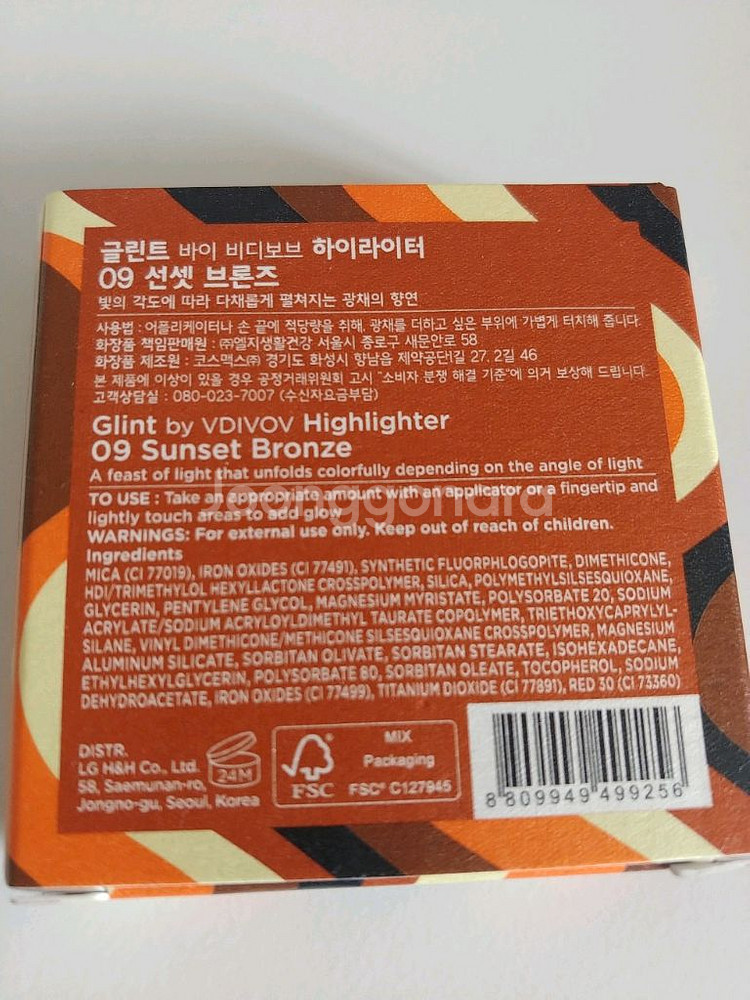 글린트 바이 비디보브 하이라이터
09 선셋 브론즈
빛의 각도에 따라 다채롭게 펼쳐지는 광채의 향연
사용법 : 어플리케이터나 손 끝에 적당량을 취해, 광채를 더하고 싶은 부위에 가볍게 터치해 줍니다.
화장품 책임판매원 : ㈜엘지생활건강 서울시 종로구 새문안로 58
화장품 제조원 : 코스맥스㈜ 경기도 화성시 향남읍 제약공단1길 27, 2길 46
본 제품에 이상이 있을 경우 공정거래위원회 고시 "소비자 분쟁 해결 기준"에 의거 보상해 드립니다.
고객상담실 : 080-023-7007 (수신자요금부담)
Glint by VDIVOV Highlighter
09 Sunset Bronze
A feast of light that unfolds colorfully depending on the angle of light
TO USE : Take an appropriate amount with an applicator or a fingertip and
Joonggonara
lightly touch areas to add glow
WARNINGS: For external use only. Keep out of reach of children.
Ingredients
MICA (CI 77019), IRON OXIDES (CI 77491), SYNTHETIC FLUORPHLOGOPITE, DIMETHICONE,
HDI/TRIMETHYLOL HEXYLLACTONE CROSSPOLYMER, SILICA, POLYMETHYLSILSESQUIOXANE,
GLYCERIN, PENTYLENE GLYCOL, MAGNESIUM MYRISTATE, POLYSORBATE 20, SODIUM
ACRYLATE/SODIUM ACRYLOYLDIMETHYL TAURATE COPOLYMER, TRIETHOXYCAPRYLYL-
SILANE, VINYL DIMETHICONE/METHICONE SILSESQUIOXANE CROSSPOLYMER, MAGNESIUM
ALUMINUM SILICATE, SORBITAN OLIVATE, SORBITAN STEARATE, ISOHEXADECANE,
ETHYLHEXYLGLYCERIN, POLYSORBATE 80, SORBITAN OLEATE, TOCOPHEROL, SODIUM
DEHYDROACETATE, IRON OXIDES (CI 77499), TITANIUM DIOXIDE (CI 77891), RED 30 (CI 73360)
DISTR.
LG H&H Co., Ltd.
58, Saemunan-ro,
Jongno-gu, Seoul, Korea
24M
FSC
MIX
Packaging
FSC® C127945
8 809949 499256